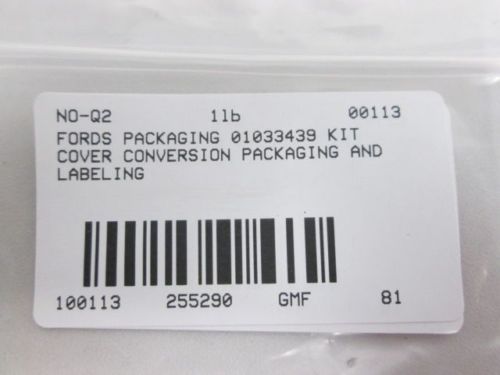 NO-Q2 1lb 00113
FORDS PACKAGING 01033439 KIT
COVER CONVERSION PACKAGING AND
LABELING
100113 255290 GMF 81